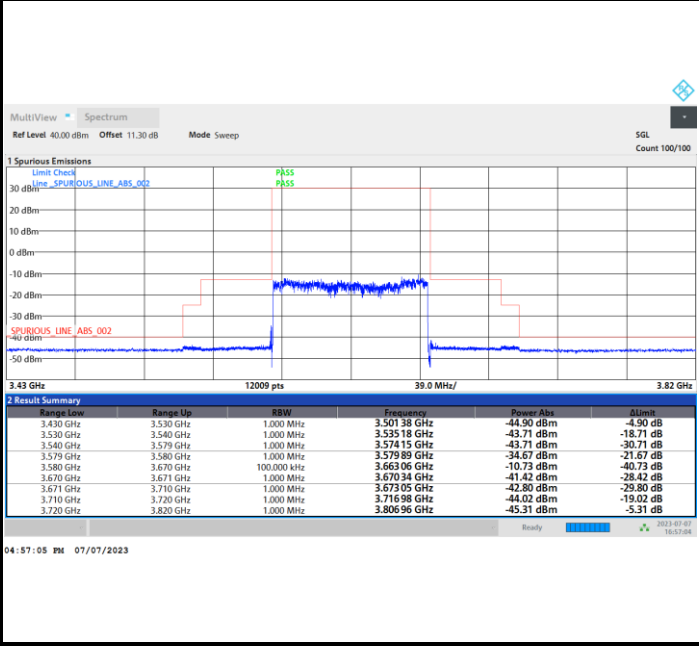 MultiView Spectrum
Ref Level 40.00 dBm Offset 11.30 dB Mode Sweep SGL
Count 100/100
1 Spurious Emissions
Limit Check PASS
Line _SPURIOUS_LINE_ABS_002 PASS
30 dBm
20 dBm
10 dBm
0 dBm
-10 dBm
-20 dBm
-30 dBm
_SPURIOUS_LINE_ABS_002
-40 dBm
-50 dBm
3.43 GHz 12009 pts 39.0 MHz/ 3.82 GHz
2 Result Summary
Range Low Range Up RBW Frequency Power Abs ΔLimit
3.430 GHz 3.530 GHz 1.000 MHz 3.501 38 GHz -44.90 dBm -4.90 dB
3.530 GHz 3.540 GHz 1.000 MHz 3.535 18 GHz -43.71 dBm -18.71 dB
3.540 GHz 3.579 GHz 1.000 MHz 3.574 15 GHz -43.71 dBm -30.71 dB
3.579 GHz 3.580 GHz 1.000 MHz 3.579 89 GHz -34.67 dBm -21.67 dB
3.580 GHz 3.670 GHz 100.000 kHz 3.663 06 GHz -10.73 dBm -40.73 dB
3.670 GHz 3.671 GHz 1.000 MHz 3.670 34 GHz -41.42 dBm -28.42 dB
3.671 GHz 3.710 GHz 1.000 MHz 3.673 05 GHz -42.80 dBm -29.80 dB
3.710 GHz 3.720 GHz 1.000 MHz 3.716 98 GHz -44.02 dBm -19.02 dB
3.720 GHz 3.820 GHz 1.000 MHz 3.806 96 GHz -45.31 dBm -5.31 dB
Ready 2023-07-07
16:57:04
04:57:05 PM 07/07/2023